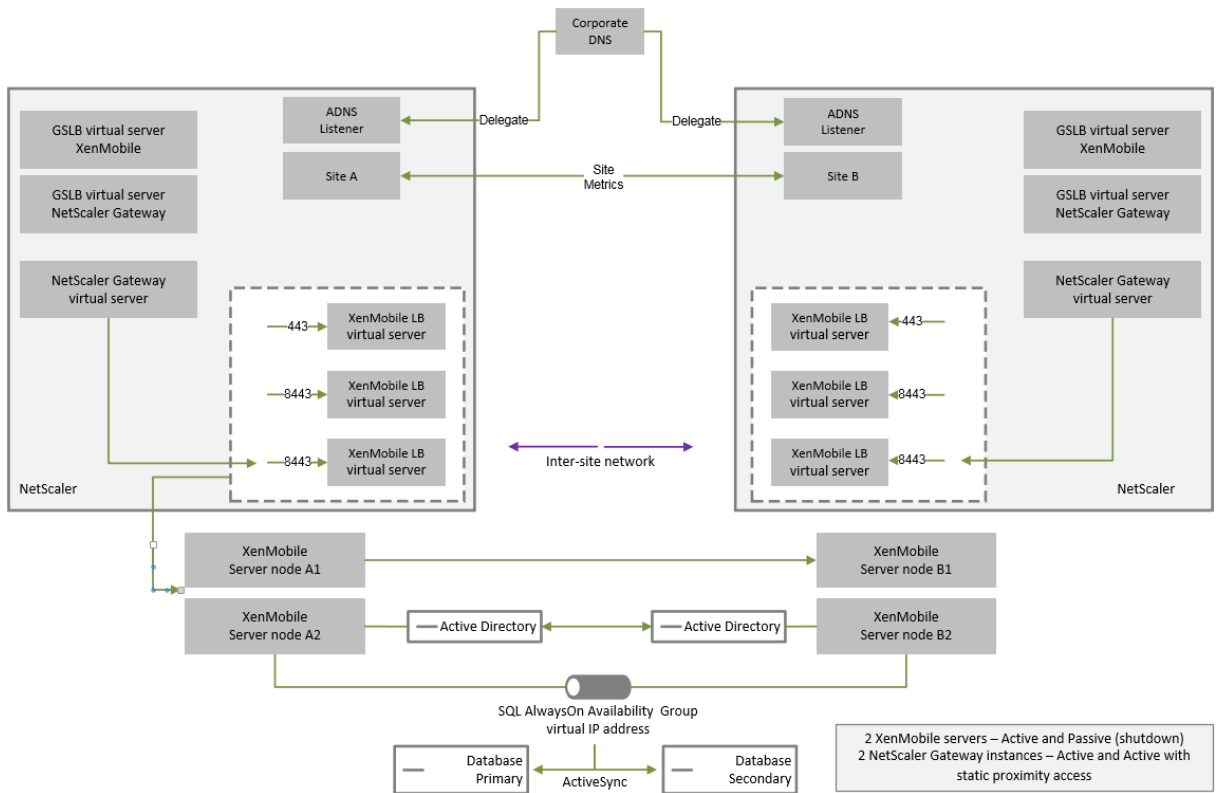 Corporate
DNS
ADNS
Listener
Delegate
Delegate
ADNS
Listener
GSLB virtual server
XenMobile
GSLB virtual server
XenMobile
Site A
Site
Metrics
Site B
GSLB virtual server
NetScaler Gateway
GSLB virtual server
NetScaler Gateway
NetScaler Gateway
virtual server
NetScaler Gateway
virtual server
443
XenMobile LB
virtual server
XenMobile LB
virtual server
443
8443
XenMobile LB
virtual server
XenMobile LB
virtual server
8443
8443
XenMobile LB
virtual server
Inter-site network
XenMobile LB
virtual server
8443
NetScaler
NetScaler
XenMobile
Server node A1
XenMobile
Server node B1
XenMobile
Server node A2
Active Directory
Active Directory
XenMobile
Server node B2
SQL AlwaysOn Availability Group
virtual IP address
Database
Primary
ActiveSync
Database
Secondary
2 XenMobile servers – Active and Passive (shutdown)
2 NetScaler Gateway instances – Active and Active with
static proximity access